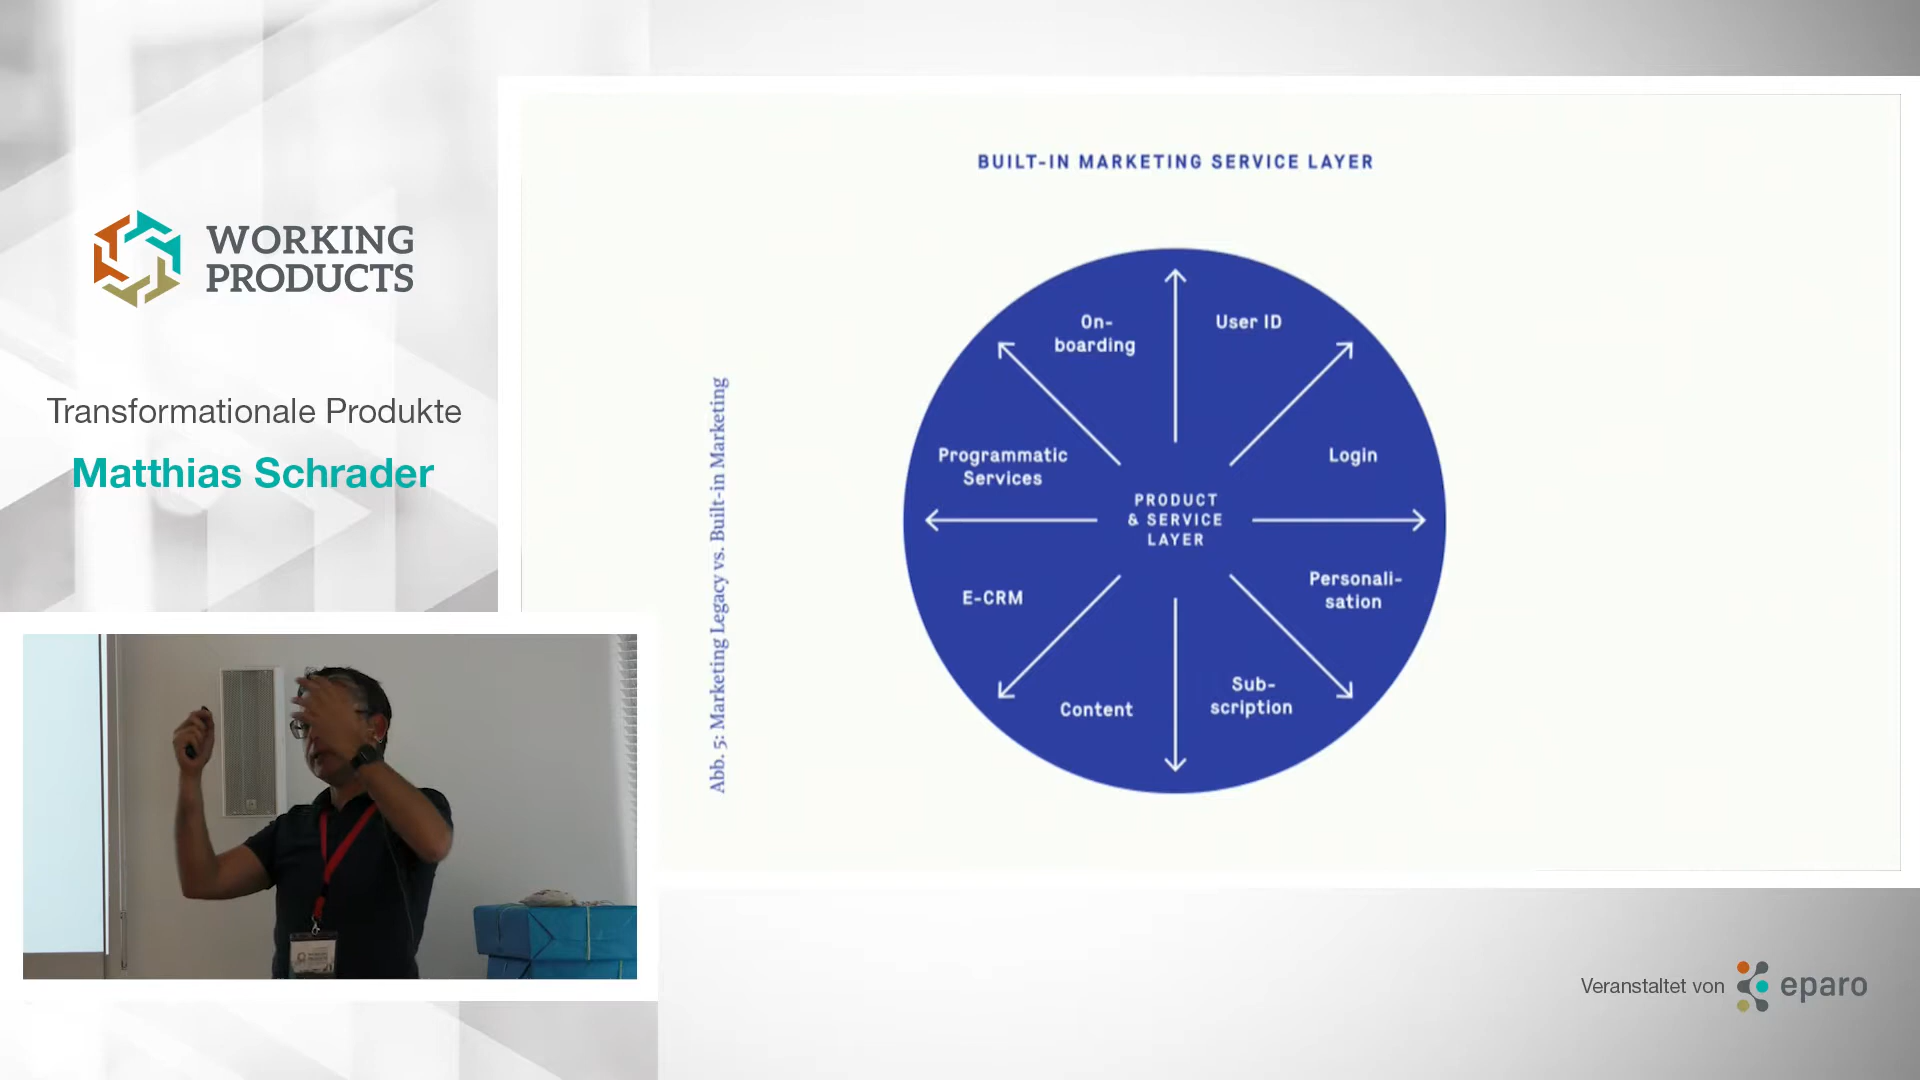 WORKING
PRODUCTS
Transformationale Produkte
Matthias Schrader
BUILT-IN MARKETING SERVICE LAYER
On-
boarding
User ID
Programmatic
Services
Login
PRODUCT
& SERVICE
LAYER
E-CRM
Personali-
sation
Content
Sub-
scription
Abb. 5: Marketing Legacy vs. Built-in Marketing
Veranstaltet von
eparo